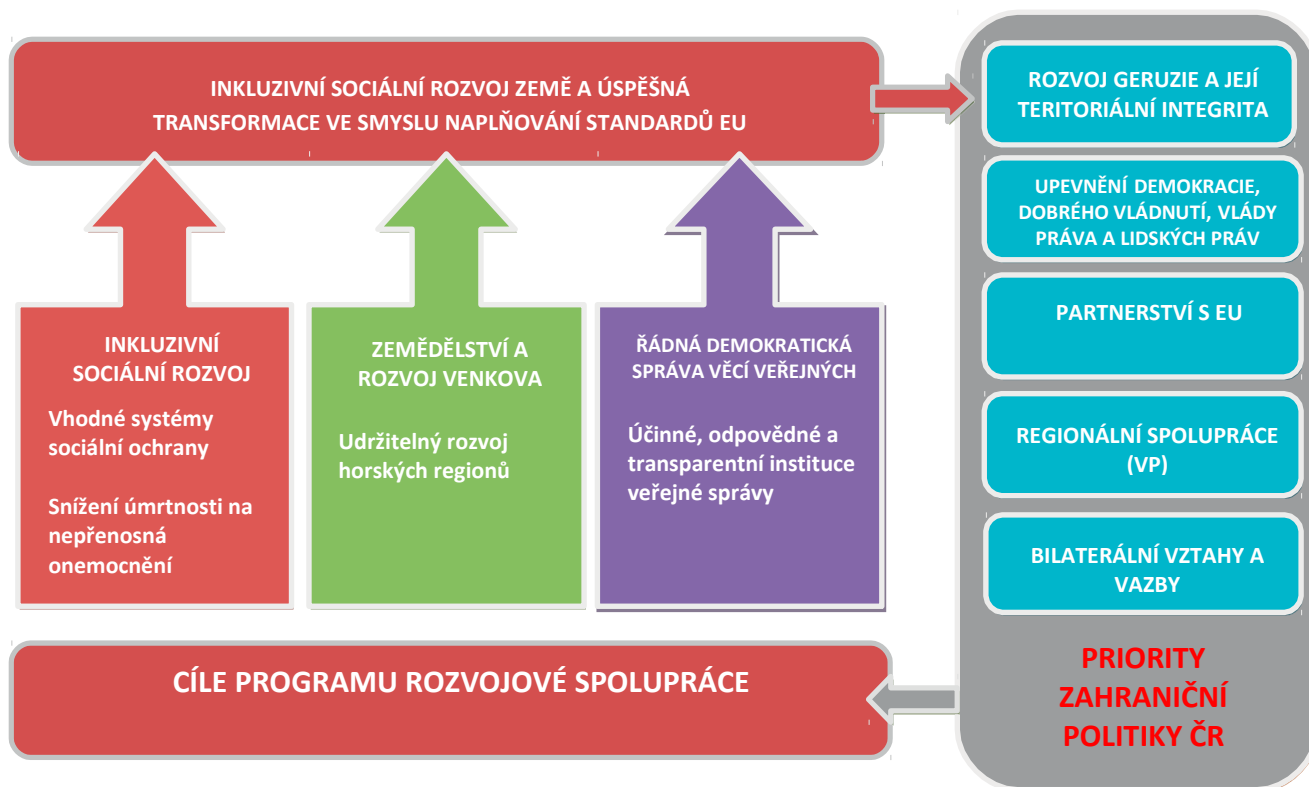 INKLUZIVNÍ SOCIÁLNÍ ROZVOJ ZEMĚ A ÚSPĚŠNÁ
TRANSFORMACE VE SMYSLU NAPLŇOVÁNÍ STANDARDŮ EU
INKLUZIVNÍ
SOCIÁLNÍ ROZVOJ
Vhodné systémy
sociální ochrany
Snížení úmrtnosti na
nepřenosná
onemocnění
ZEMĚDĚLSTVÍ A
ROZVOJ VENKOVA
Udržitelný rozvoj
horských regionů
ŘÁDNÁ DEMOKRATICKÁ
SPRÁVA VĚCÍ VEŘEJNÝCH
Účinné, odpovědné a
transparentní instituce
veřejné správy
CÍLE PROGRAMU ROZVOJOVÉ SPOLUPRÁCE
ROZVOJ GERUZIE A JEJÍ
TERITORIÁLNÍ INTEGRITA
UPEVNĚNÍ DEMOKRACIE,
DOBRÉHO VLÁDNUTÍ, VLÁDY
PRÁVA A LIDSKÝCH PRÁV
PARTNERSTVÍ S EU
REGIONÁLNÍ SPOLUPRÁCE
(VP)
BILATERÁLNÍ VZTAHY A
VAZBY
PRIORITY
ZAHRANIČNÍ
POLITIKY ČR